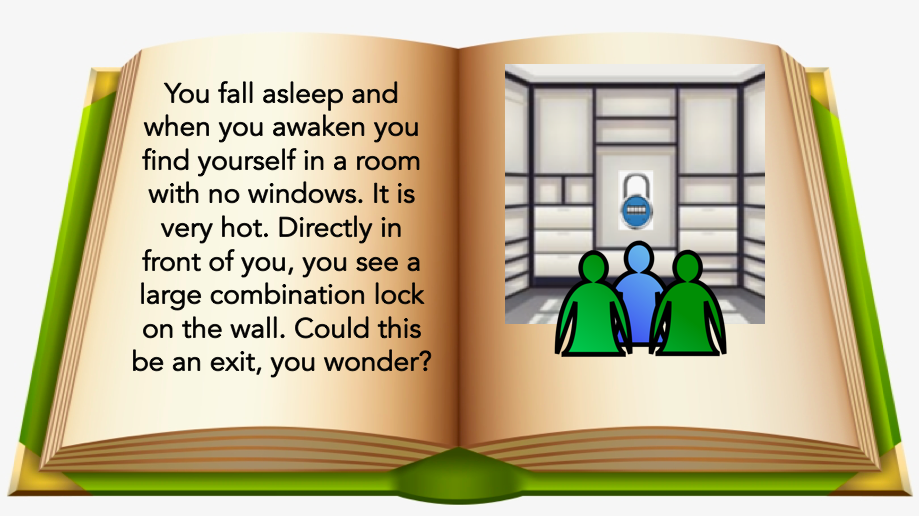 You fall asleep and
when you awaken you
find yourself in a room
with no windows. It is
very hot. Directly in
front of you, you see a
large combination lock
on the wall. Could this
be an exit, you wonder?